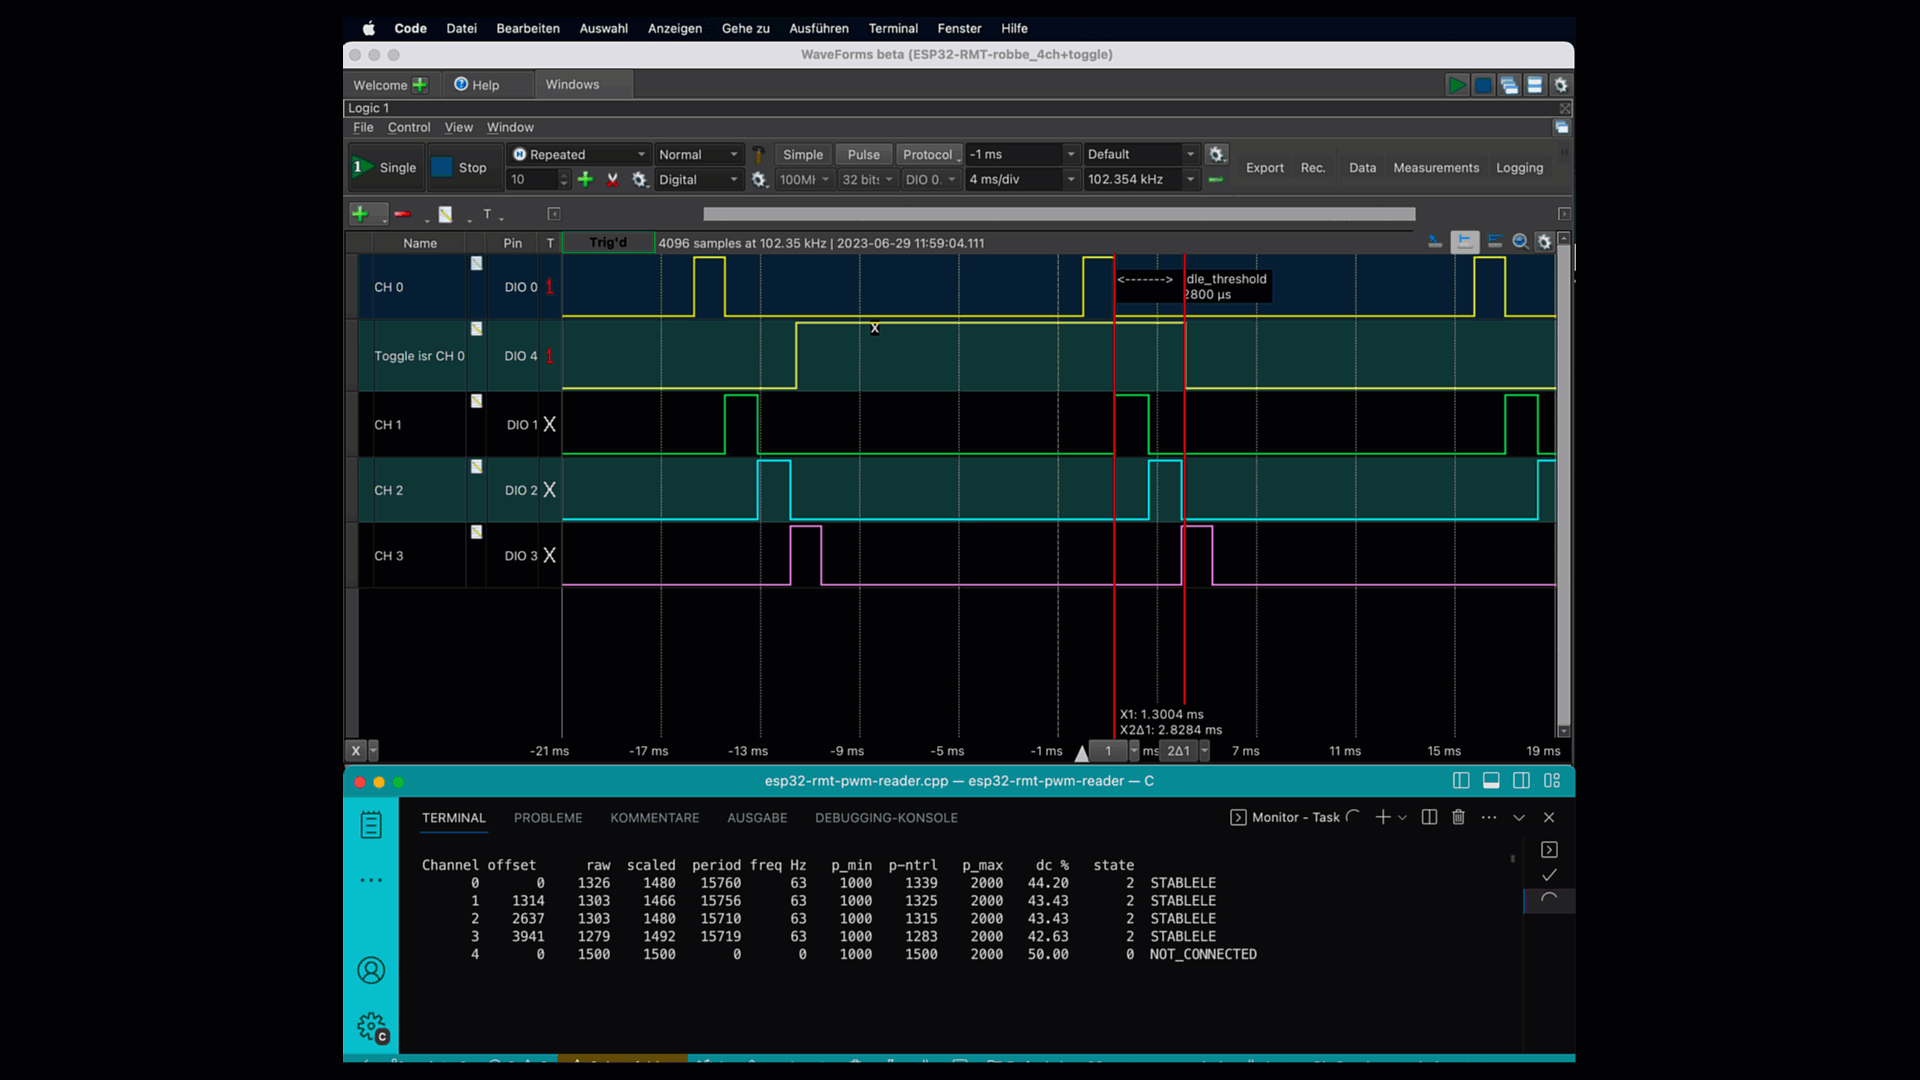 Code Datei Bearbeiten Auswahl Anzeigen Gehe zu Ausführen Terminal Fenster Hilfe
WaveForms beta (ESP32-RMT-robbe_4ch+toggle)
Welcome Help Windows
Logic 1
File Control View Window
1 Single Stop Repeated Normal Simple Pulse Protocol -1 ms Default Export Rec. Data Measurements Logging
10 Digital 100M 32 bits DIO 0. 4 ms/div 102.354 kHz
T
Name Pin T Trig'd 4096 samples at 102.35 kHz | 2023-06-29 11:59:04.111
CH 0 DIO 0 1 <-------> dle_threshold
2800 µs
X
Toggle isr CH 0 DIO 4 1
CH 1 DIO 1 X
CH 2 DIO 2 X
CH 3 DIO 3 X
X1: 1.3004 ms
X2Δ1: 2.8284 ms
X -21 ms -17 ms -13 ms -9 ms -5 ms -1 ms 1 ms 2Δ1 7 ms 11 ms 15 ms 19 ms
esp32-rmt-pwm-reader.cpp — esp32-rmt-pwm-reader — C
TERMINAL PROBLEME KOMMENTARE AUSGABE DEBUGGING-KONSOLE Monitor - Task
Channel offset raw scaled period freq Hz p_min p-ntrl p_max dc % state
0 0 1326 1480 15760 63 1000 1339 2000 44.20 2 STABLELE
1 1314 1303 1466 15756 63 1000 1325 2000 43.43 2 STABLELE
2 2637 1303 1480 15710 63 1000 1315 2000 43.43 2 STABLELE
3 3941 1279 1492 15719 63 1000 1283 2000 42.63 2 STABLELE
4 0 1500 1500 0 0 1000 1500 2000 50.00 0 NOT_CONNECTED
C